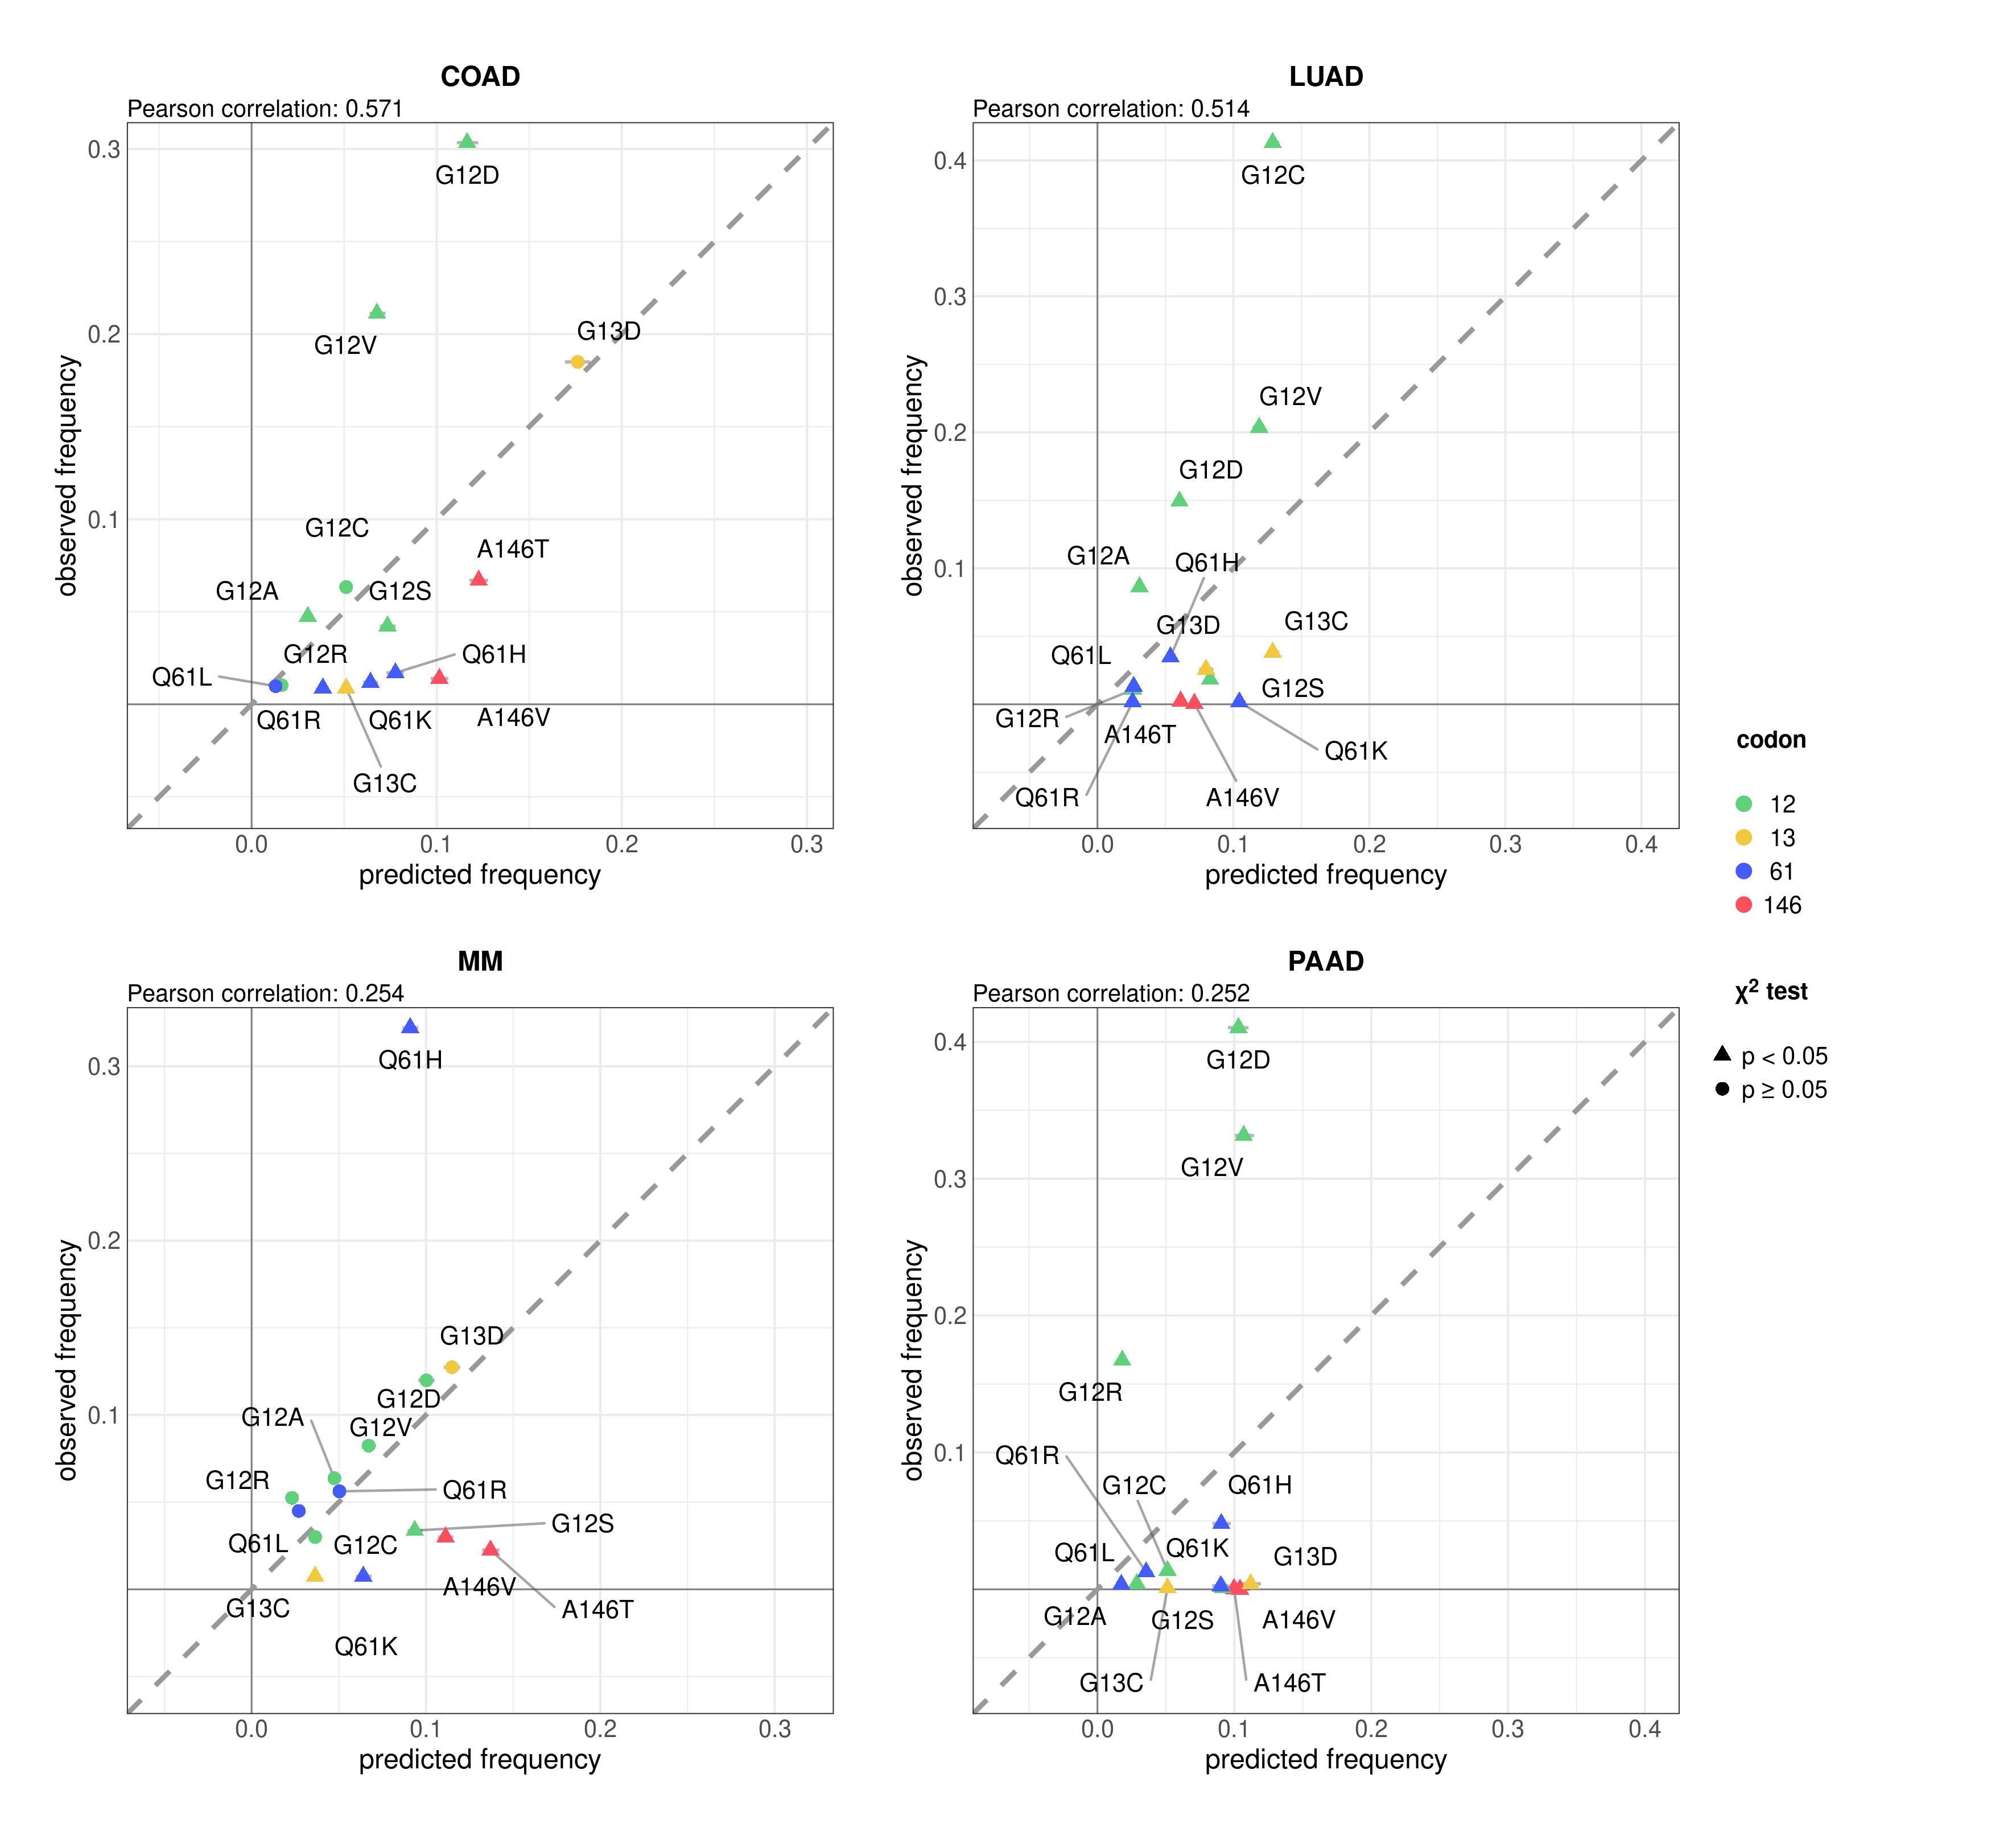 COAD
Pearson correlation: 0.571
observed frequency
0.3
0.2
0.1
G12D
G12V
G13D
G12C
A146T
G12A
G12S
G12R
Q61H
Q61L
Q61R
Q61K
A146V
G13C
0.0
0.1
0.2
0.3
predicted frequency
LUAD
Pearson correlation: 0.514
observed frequency
0.4
0.3
0.2
0.1
G12C
G12V
G12D
G12A
Q61H
G13D
G13C
Q61L
G12S
G12R
A146T
Q61K
Q61R
A146V
0.0
0.1
0.2
0.3
0.4
predicted frequency
codon
12
13
61
146
χ² test
p < 0.05
p ≥ 0.05
MM
Pearson correlation: 0.254
observed frequency
0.3
0.2
0.1
Q61H
G13D
G12D
G12A
G12V
G12R
Q61R
G12S
Q61L
G12C
A146V
G13C
A146T
Q61K
0.0
0.1
0.2
0.3
predicted frequency
PAAD
Pearson correlation: 0.252
observed frequency
0.4
0.3
0.2
0.1
G12D
G12V
G12R
Q61R
G12C
Q61H
Q61L
Q61K
G13D
G12A
G12S
A146V
G13C
A146T
0.0
0.1
0.2
0.3
0.4
predicted frequency